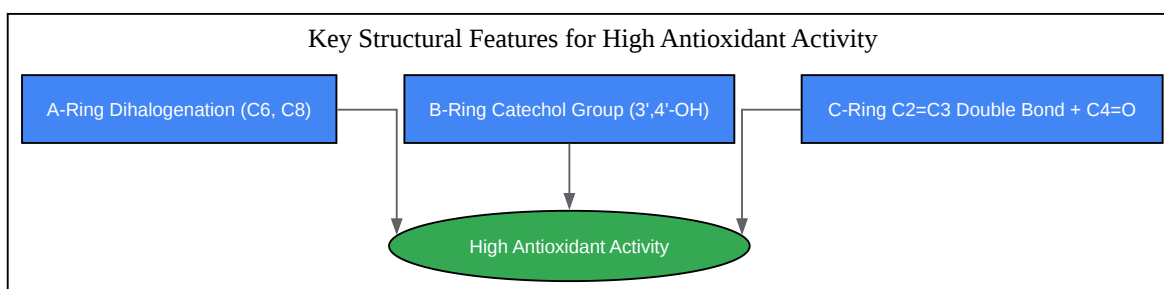 Key Structural Features for High Antioxidant Activity
A-Ring Dihalogenation (C6, C8)
B-Ring Catechol Group (3',4'-OH)
C-Ring C2=C3 Double Bond + C4=O
High Antioxidant Activity